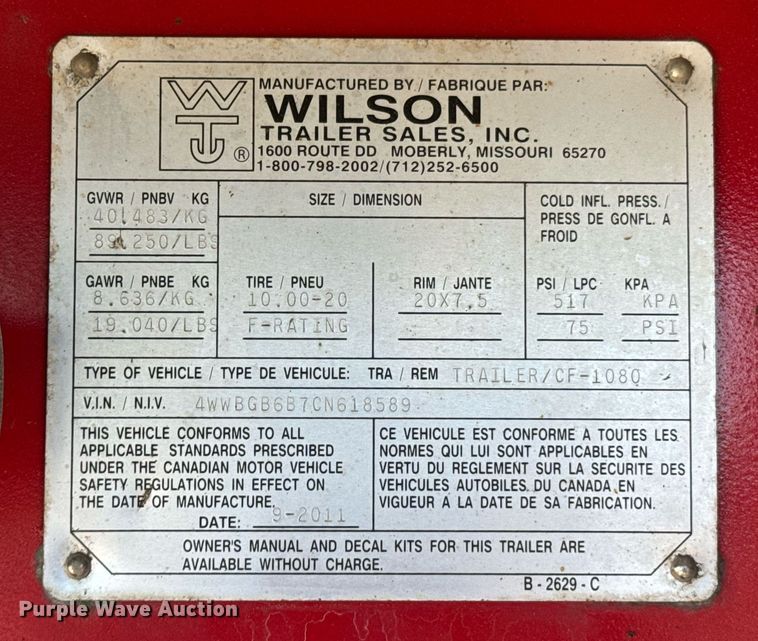 MANUFACTURED BY / FABRIQUE PAR:
WILSON
TRAILER SALES, INC.
1600 ROUTE DD MOBERLY, MISSOURI 65270
1-800-798-2002/(712)252-6500
WTJ ®
GVWR / PNBV KG
40.483/KG
89.250/LBS
SIZE / DIMENSION
COLD INFL. PRESS. /
PRESS DE GONFL. A
FROID
GAWR / PNBE KG
8.636/KG
19.040/LBS
TIRE / PNEU
10.00-20
F-RATING
RIM / JANTE
20X7.5
PSI / LPC KPA
517 KPA
75 PSI
TYPE OF VEHICLE / TYPE DE VEHICULE: TRA / REM TRAILER/CF-1080
V.I.N. / N.I.V. 4WWBGB6B7CN618589
THIS VEHICLE CONFORMS TO ALL
APPLICABLE STANDARDS PRESCRIBED
UNDER THE CANADIAN MOTOR VEHICLE
SAFETY REGULATIONS IN EFFECT ON
THE DATE OF MANUFACTURE.
DATE: 9-2011
CE VEHICULE EST CONFORME A TOUTES LES
NORMES QUI LUI SONT APPLICABLES EN
VERTU DU REGLEMENT SUR LA SECURITE DES
VEHICULES AUTOBILES. DU CANADA EN
VIGUEUR A LA DATE DE SA FABRICATION.
OWNER'S MANUAL AND DECAL KITS FOR THIS TRAILER ARE
AVAILABLE WITHOUT CHARGE.
B - 2629 - C
Purple Wave Auction